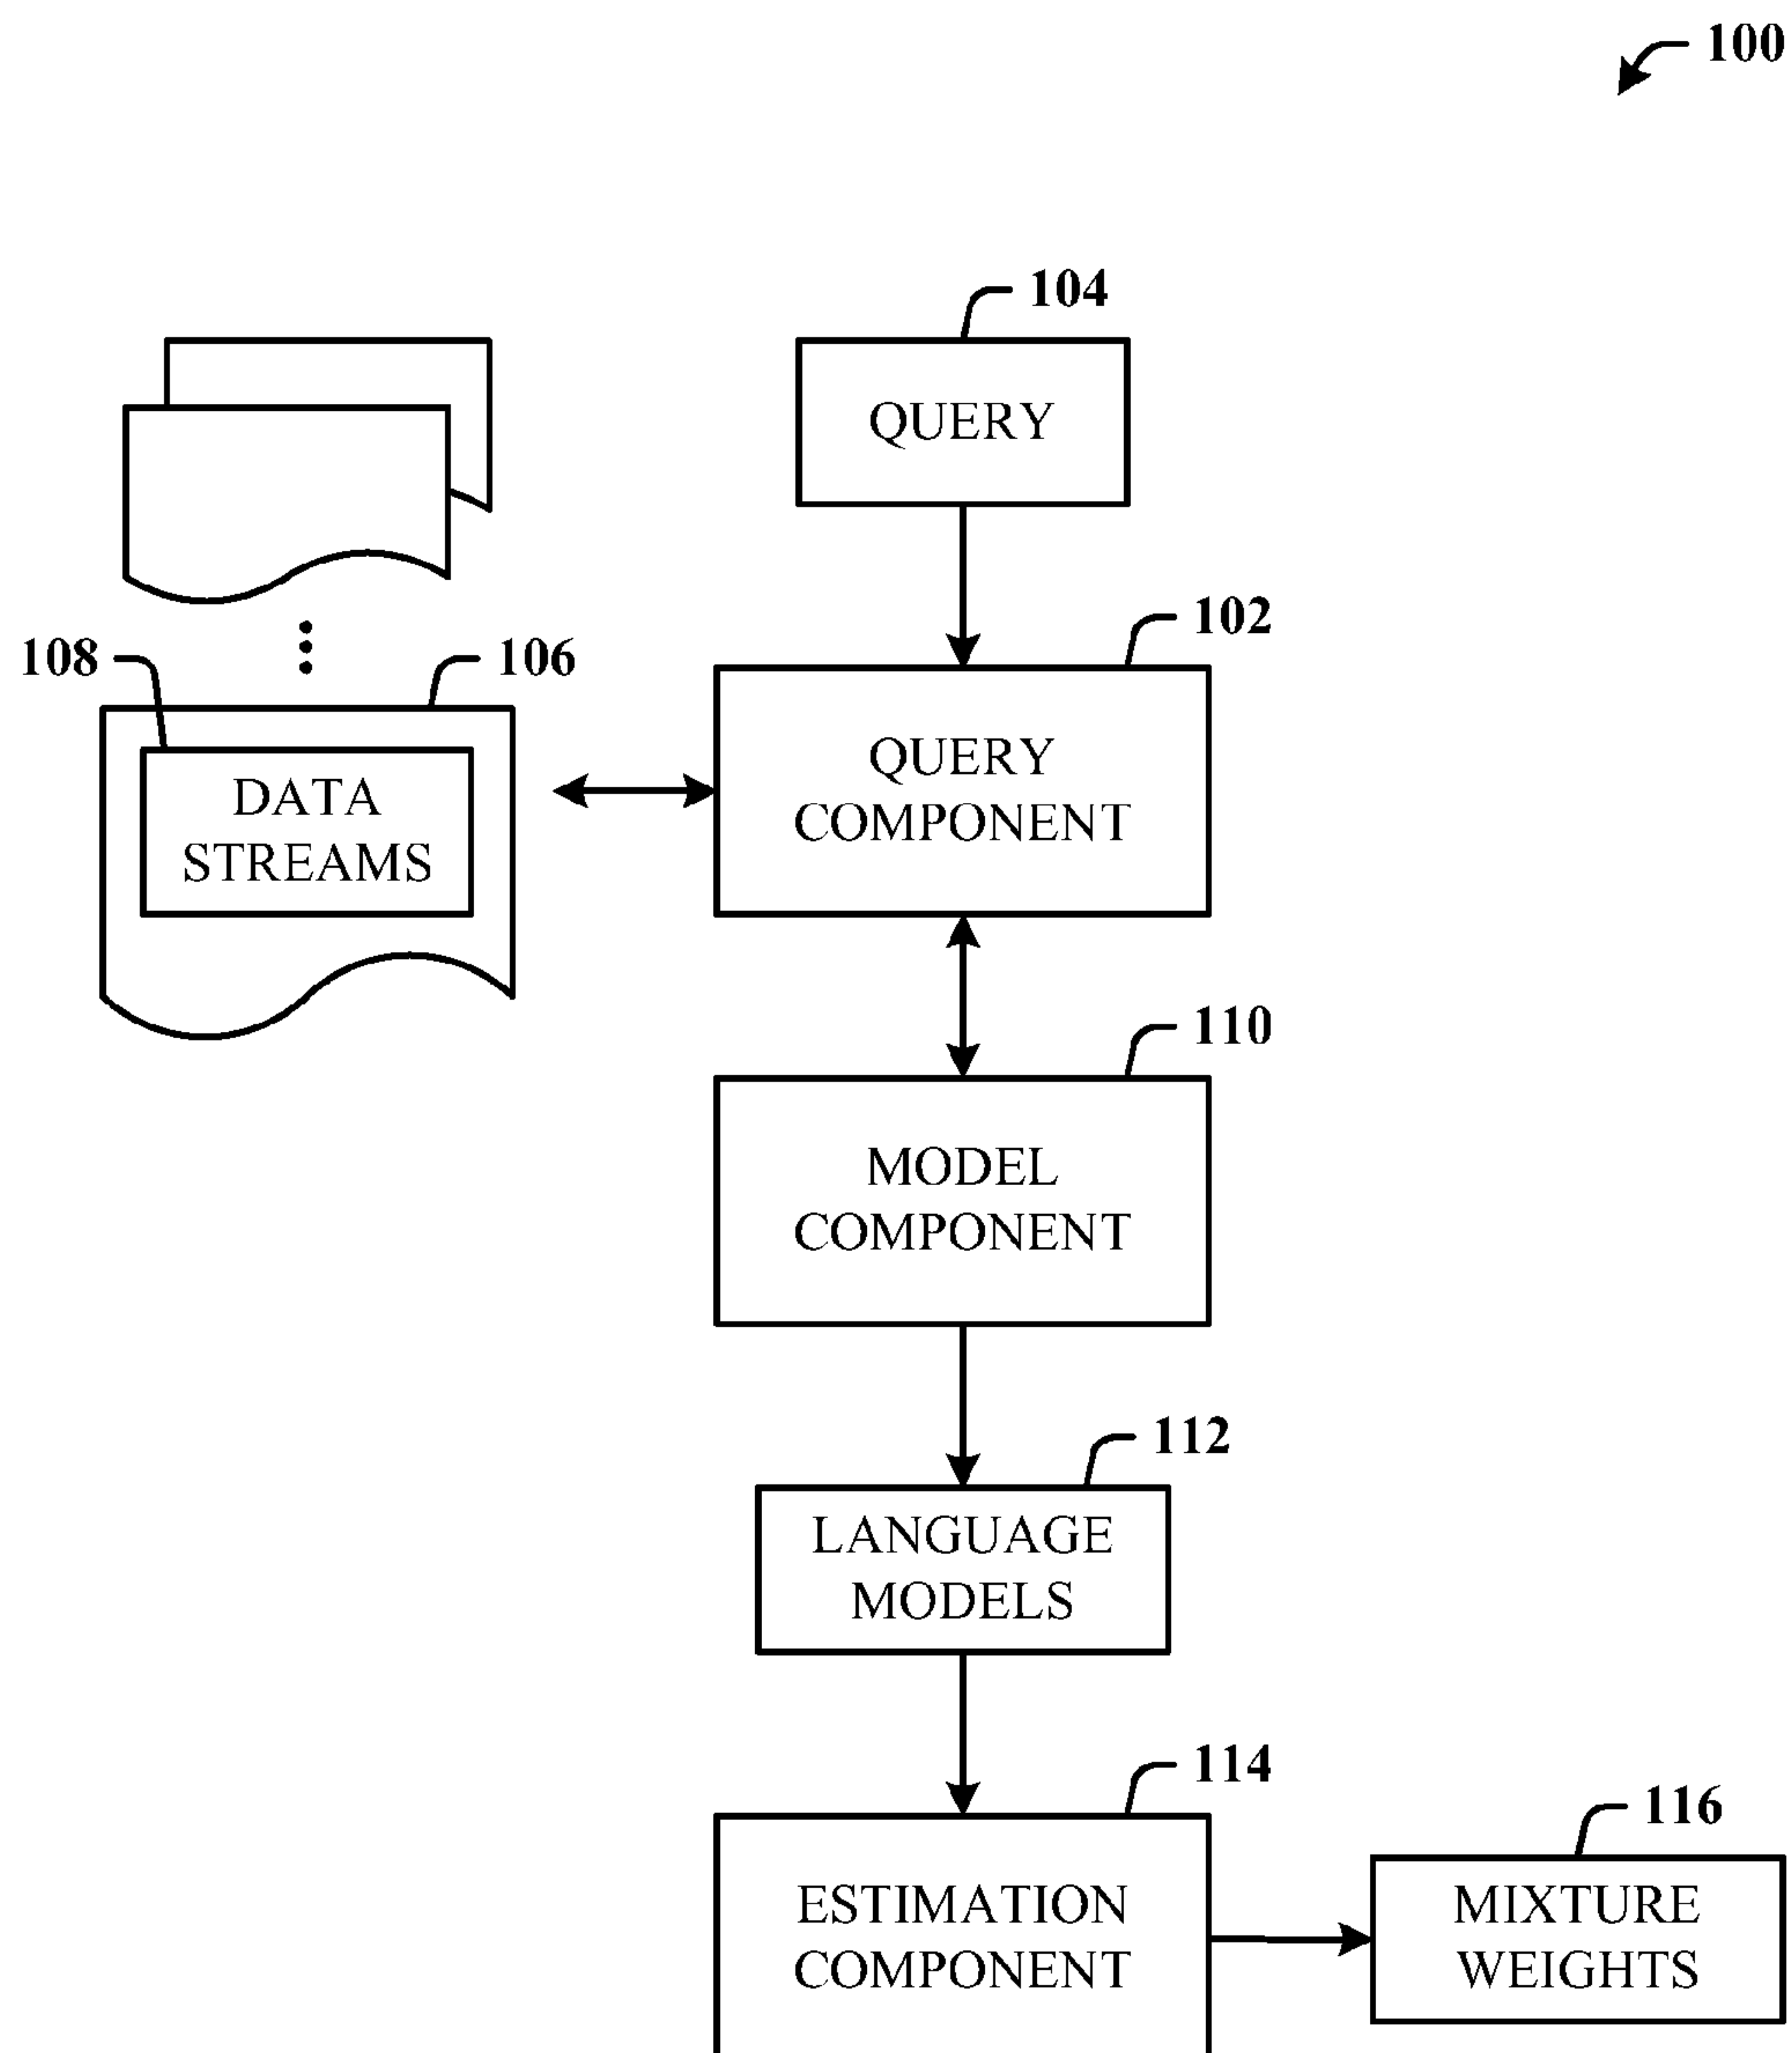 100
104
QUERY
102
108
106
DATA
STREAMS
QUERY
COMPONENT
110
MODEL
COMPONENT
112
LANGUAGE
MODELS
114
116
ESTIMATION
COMPONENT
MIXTURE
WEIGHTS